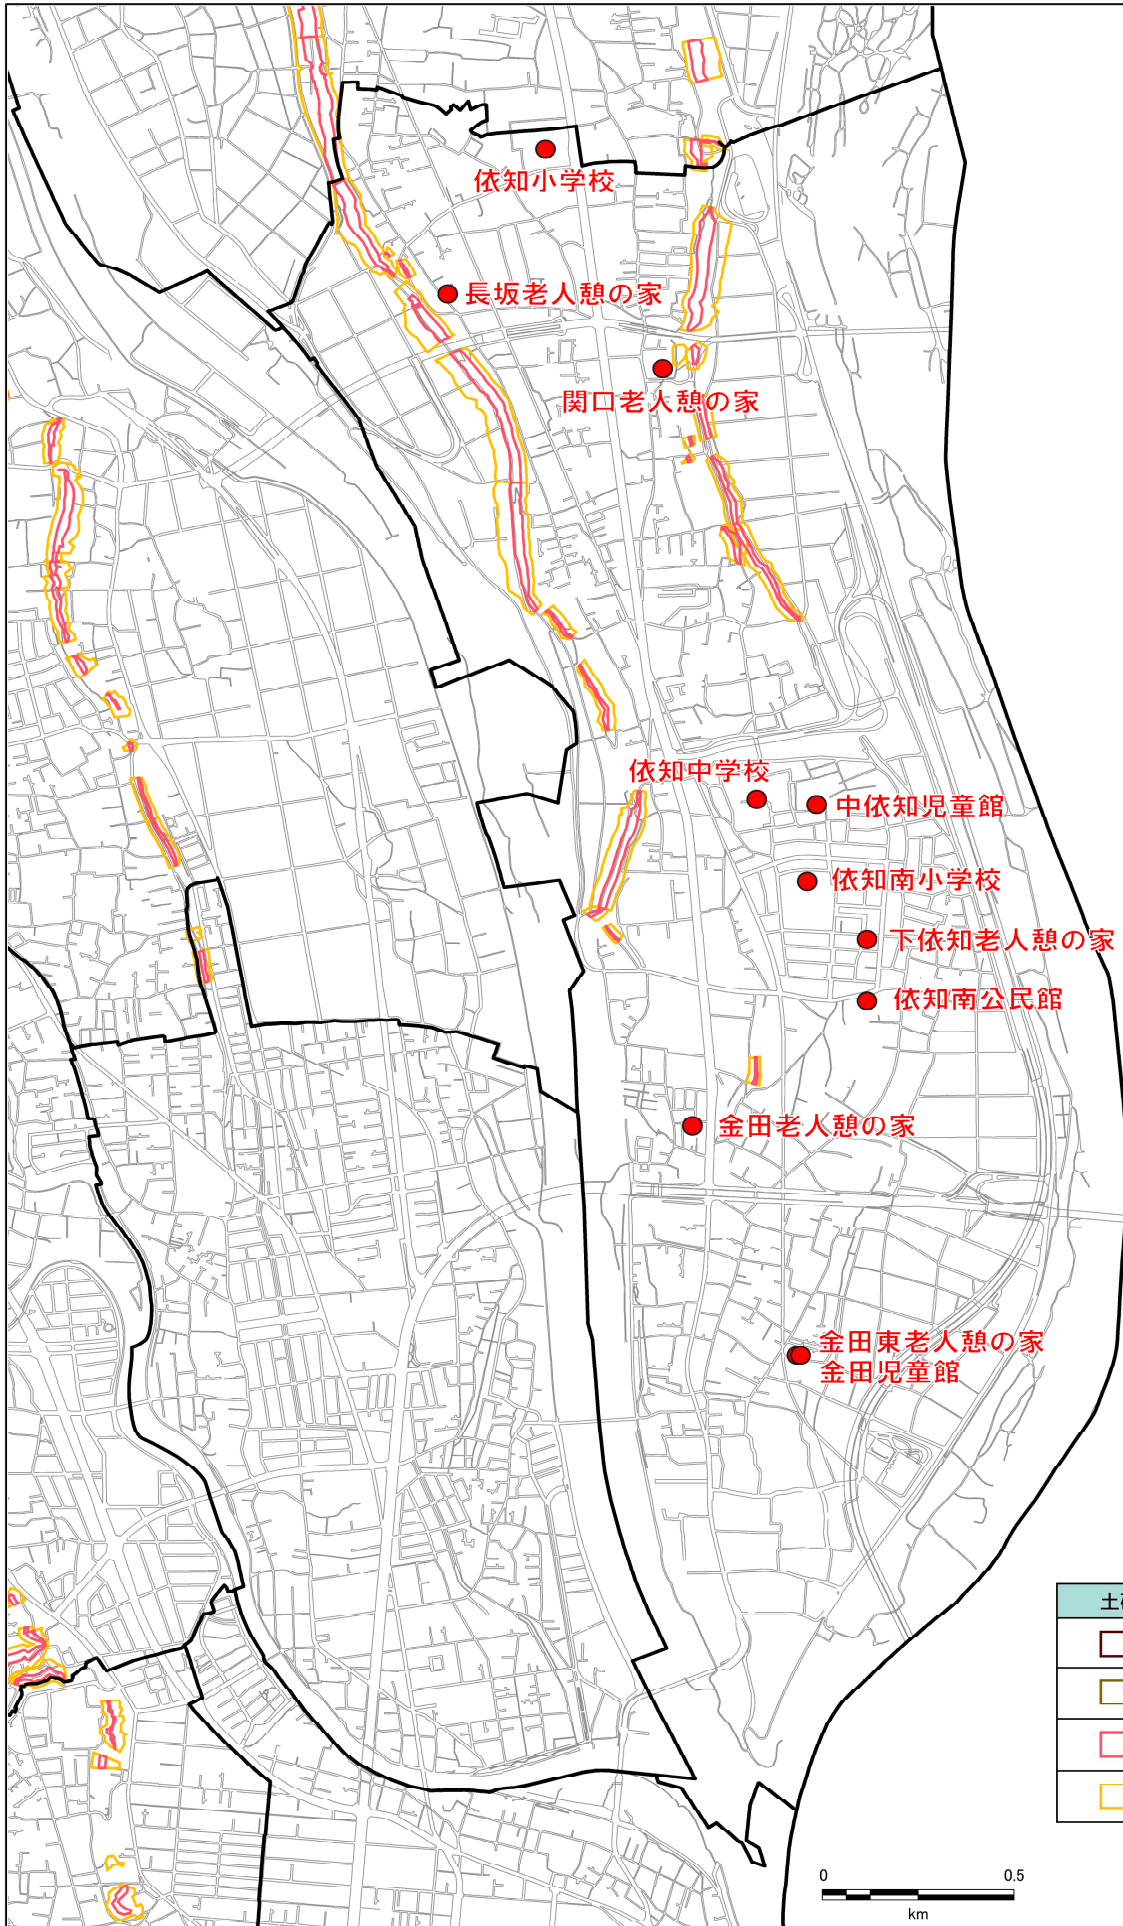 依知小学校
長坂老人憩の家
関口老人憩の家
依知中学校
中依知児童館
依知南小学校
下依知老人憩の家
依知南公民館
金田老人憩の家
金田東老人憩の家
金田児童館
土
0 0.5
km